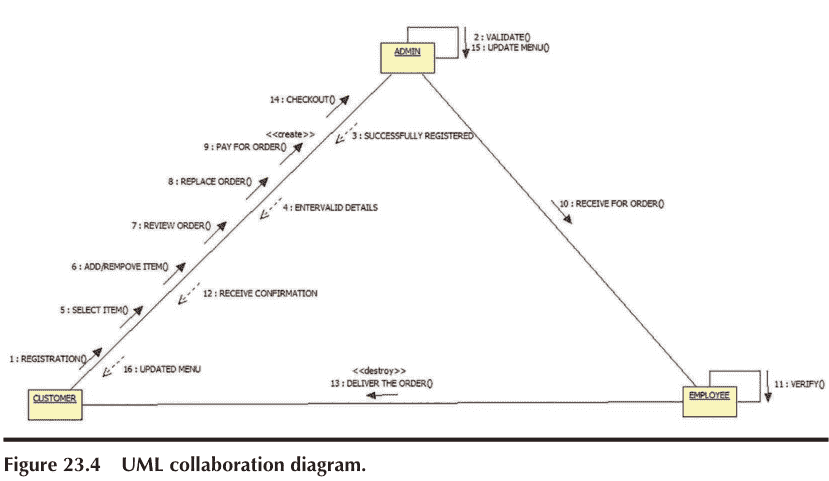 2 : VALIDATE()
15 : UPDATE MENU()
ADMIN
14 : CHECKOUT()
<<create>>
9 : PAY FOR ORDER()
3 : SUCCESSFULLY REGISTERED
8 : REPLACE ORDER()
4 : ENTERVALID DETAILS
10 : RECEIVE FOR ORDER()
7 : REVIEW ORDER()
6 : ADD/REMPOVE ITEM()
12 : RECEIVE CONFIRMATION
5 : SELECT ITEM()
1 : REGISTRATION()
16 : UPDATED MENU
<<destroy>>
13 : DELIVER THE ORDER()
11 : VERIFY()
CUSTOMER
EMPLOYEE
Figure 23.4 UML collaboration diagram.